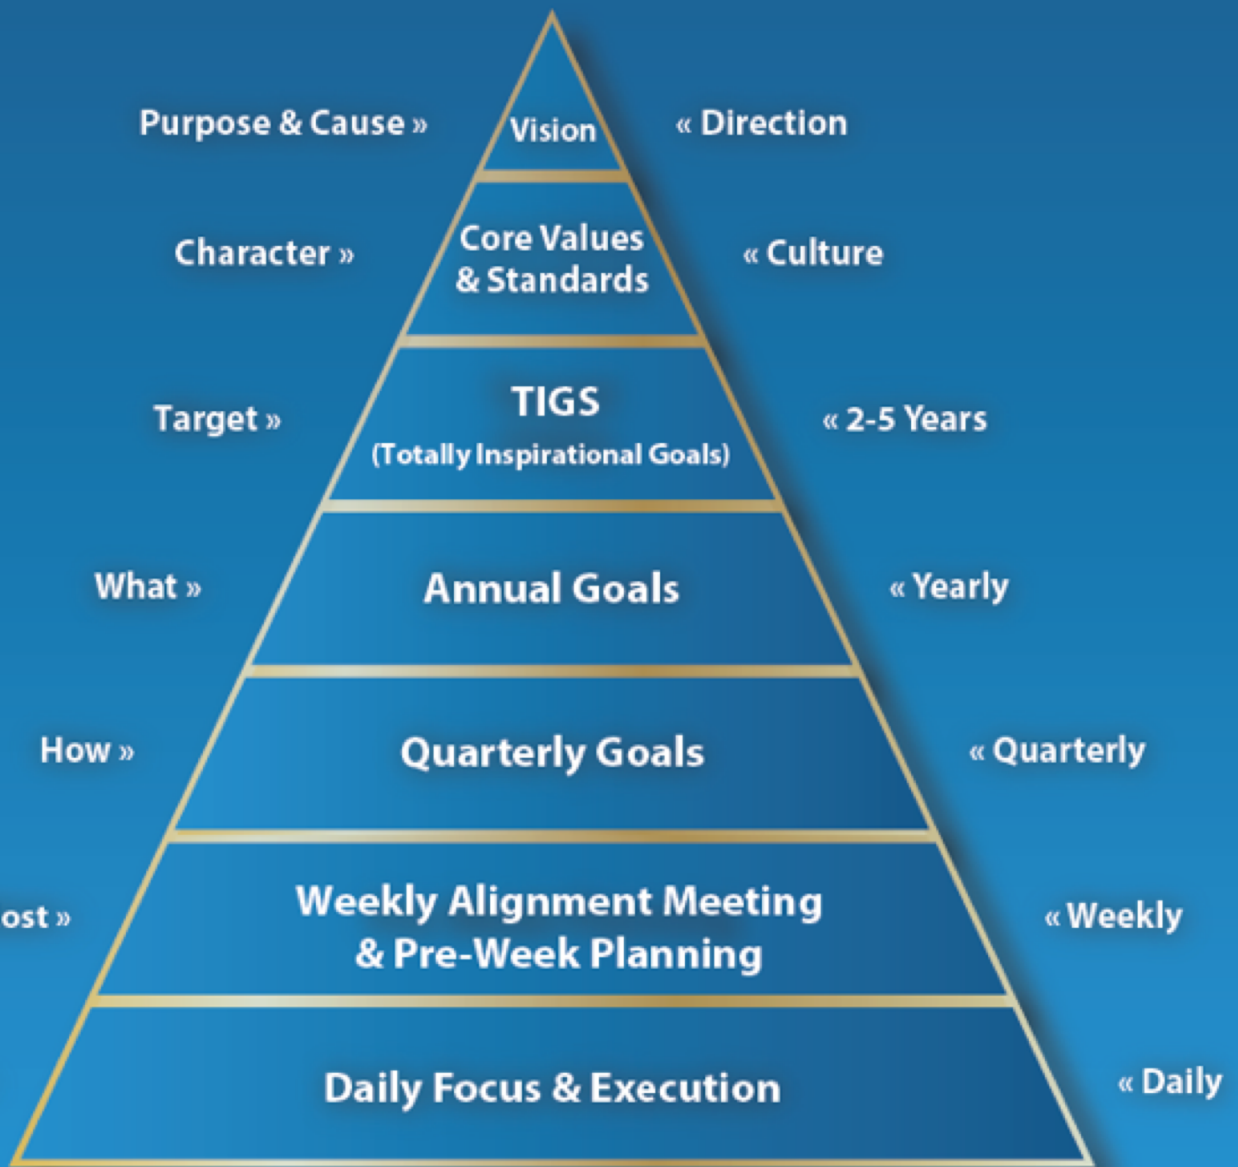 Purpose & Cause »
Vision
« Direction
Character »
Core Values
& Standards
« Culture
Target »
TIGS
(Totally Inspirational Goals)
« 2-5 Years
What »
Annual Goals
« Yearly
How »
Quarterly Goals
« Quarterly
ost »
Weekly Alignment Meeting
& Pre-Week Planning
« Weekly
Daily Focus & Execution
« Daily